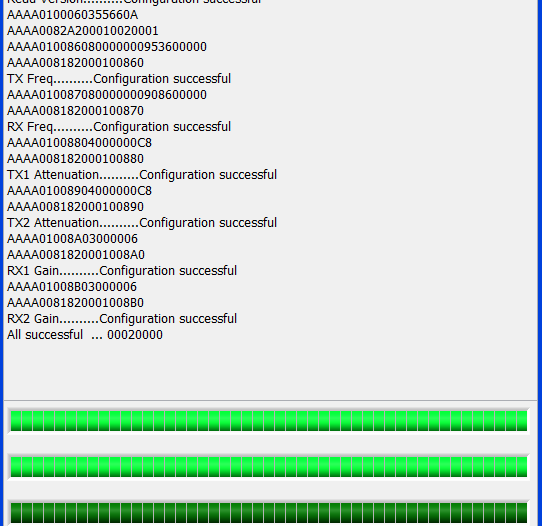 Read Version..........Configuration successful
AAAA0100060355660A
AAAA0082A200010020001
AAAA010086080000000953600000
AAAA008182000100860
TX Freq..........Configuration successful
AAAA010087080000000908600000
AAAA008182000100870
RX Freq..........Configuration successful
AAAA01008804000000C8
AAAA008182000100880
TX1 Attenuation..........Configuration successful
AAAA01008904000000C8
AAAA008182000100890
TX2 Attenuation..........Configuration successful
AAAA01008A03000006
AAAA0081820001008A0
RX1 Gain..........Configuration successful
AAAA01008B03000006
AAAA0081820001008B0
RX2 Gain..........Configuration successful
All successful  ... 00020000